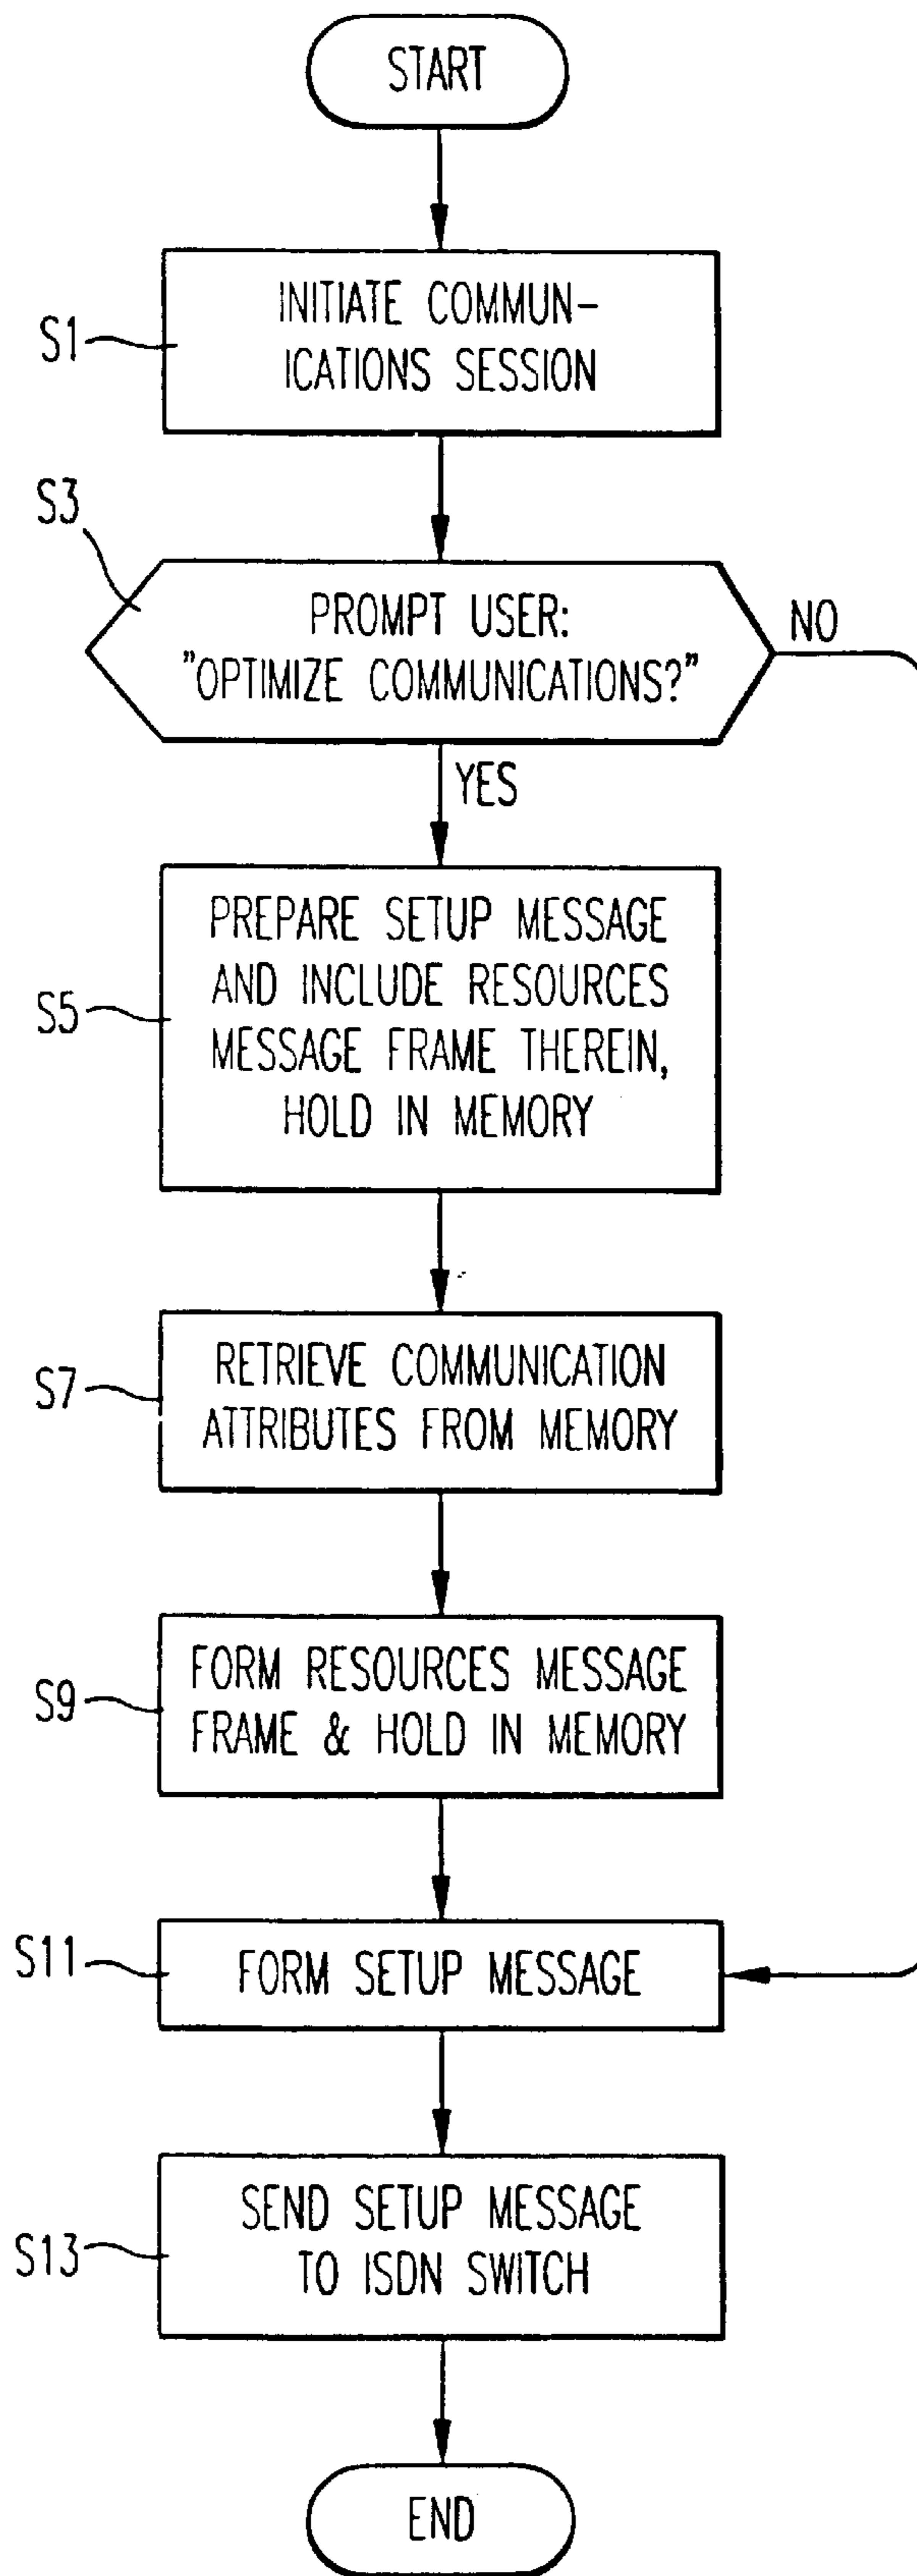 START
S1
INITIATE COMMUN-
ICATIONS SESSION
S3
PROMPT USER:
"OPTIMIZE COMMUNICATIONS?"
NO
YES
S5
PREPARE SETUP MESSAGE
AND INCLUDE RESOURCES
MESSAGE FRAME THEREIN,
HOLD IN MEMORY
S7
RETRIEVE COMMUNICATION
ATTRIBUTES FROM MEMORY
S9
FORM RESOURCES MESSAGE
FRAME & HOLD IN MEMORY
S11
FORM SETUP MESSAGE
S13
SEND SETUP MESSAGE
TO ISDN SWITCH
END